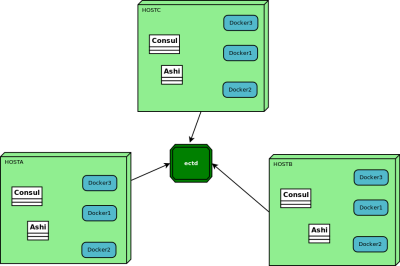 HOSTC
Docker3
Consul
Docker1
Ashi
Docker2
ectd
HOSTA
Docker3
Consul
Docker1
Ashi
Docker2
HOSTB
Docker3
Consul
Docker1
Ashi
Docker2